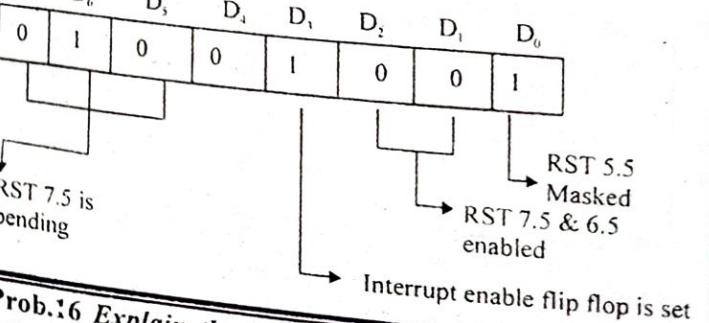 D₅ D₄ D₃ D₂ D₁ D₀
0 1 0 0 1 0 0 1
RST 5.5
Masked
RST 7.5 is
pending
RST 7.5 & 6.5
enabled
Interrupt enable flip flop is set
Prob.16 Explain